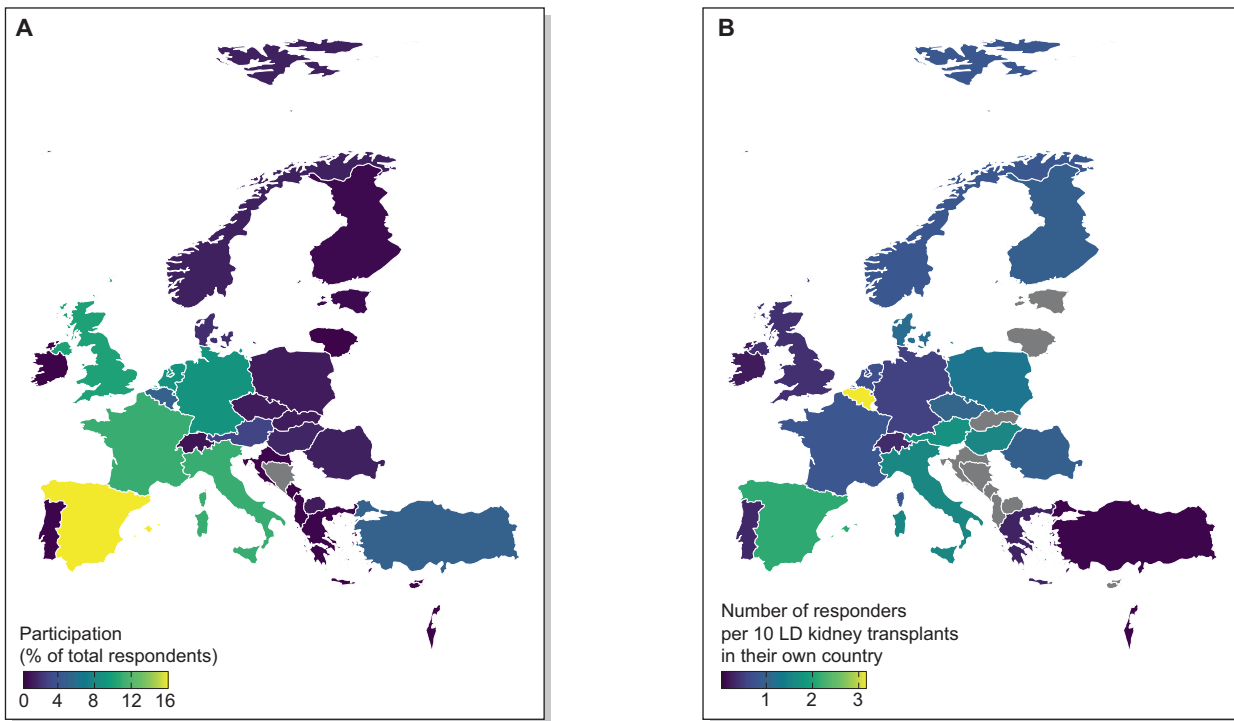 A
Participation
(% of total respondents)
0 4 8 12 16
B
Number of responders
per 10 LD kidney transplants
in their own country
1 2 3